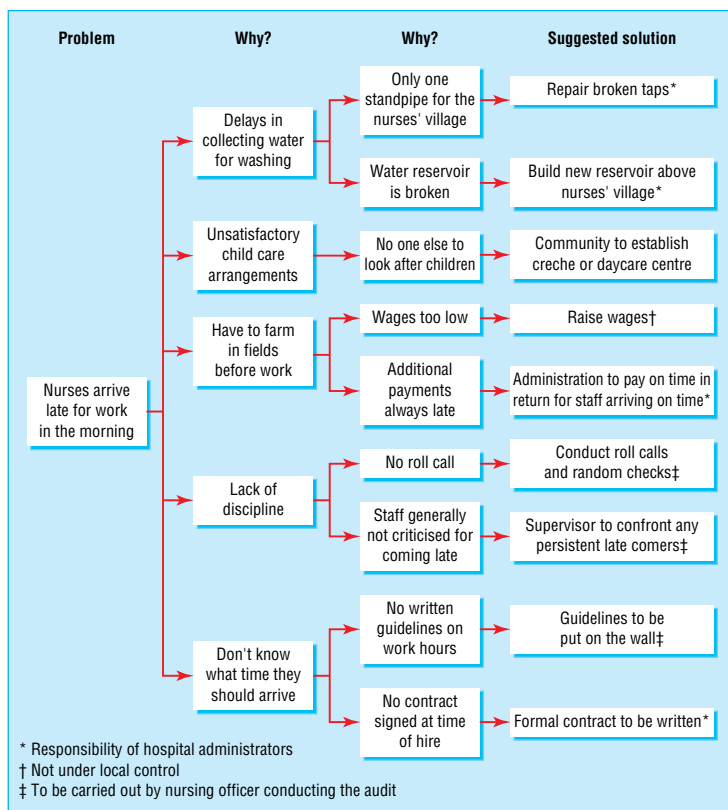 Problem
Why?
Why?
Suggested solution
Nurses arrive
late for work
in the morning
Delays in
collecting water
for washing
Only one
standpipe for the
nurses' village
Repair broken taps*
Water reservoir
is broken
Build new reservoir above
nurses' village*
Unsatisfactory
child care
arrangements
No one else to
look after children
Community to establish
creche or daycare centre
Have to farm
in fields
before work
Wages too low
Raise wages†
Additional
payments
always late
Administration to pay on time in
return for staff arriving on time*
Lack of
discipline
No roll call
Conduct roll calls
and random checks‡
Staff generally
not criticised for
coming late
Supervisor to confront any
persistent late comers‡
Don't know
what time they
should arrive
No written
guidelines on
work hours
Guidelines to be
put on the wall‡
No contract
signed at time
of hire
Formal contract to be written*
* Responsibility of hospital administrators
† Not under local control
‡ To be carried out by nursing officer conducting the audit